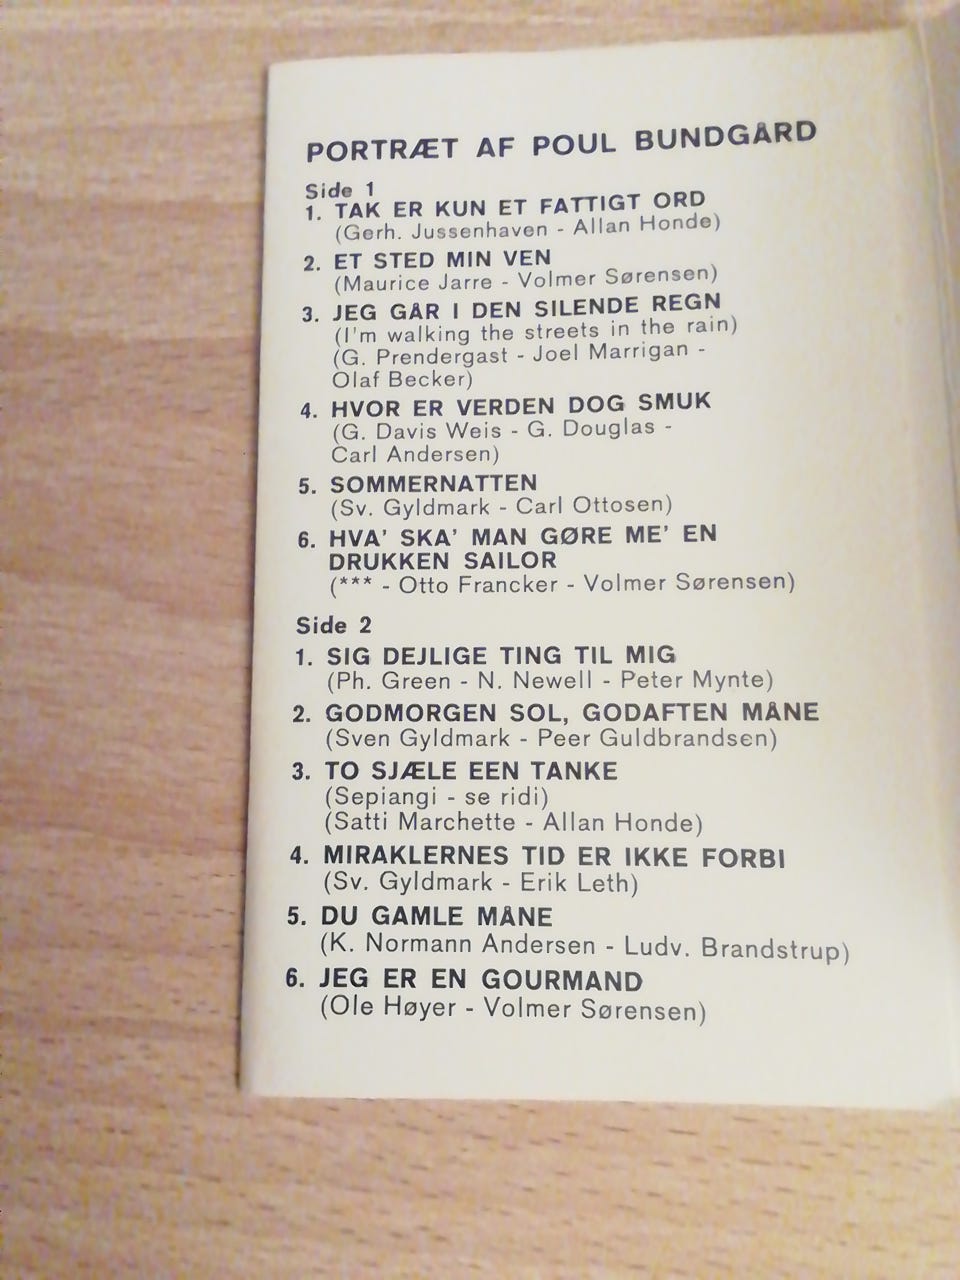 PORTRÆT AF POUL BUNDGÅRD
Side 1
1. TAK ER KUN ET FATTIGT ORD
(Gerh. Jussenhaven - Allan Honde)
2. ET STED MIN VEN
(Maurice Jarre - Volmer Sørensen)
3. JEG GÅR I DEN SILENDE REGN
(I'm walking the streets in the rain)
(G. Prendergast - Joel Marrigan -
Olaf Becker)
4. HVOR ER VERDEN DOG SMUK
(G. Davis Weis - G. Douglas -
Carl Andersen)
5. SOMMERNATTEN
(Sv. Gyldmark - Carl Ottosen)
6. HVA' SKA' MAN GØRE ME' EN
DRUKKEN SAILOR
(*** - Otto Francker - Volmer Sørensen)
Side 2
1. SIG DEJLIGE TING TIL MIG
(Ph. Green - N. Newell - Peter Mynte)
2. GODMORGEN SOL, GODAFTEN MÅNE
(Sven Gyldmark - Peer Guldbrandsen)
3. TO SJÆLE EEN TANKE
(Sepiangi - se ridi)
(Satti Marchette - Allan Honde)
4. MIRAKLERNES TID ER IKKE FORBI
(Sv. Gyldmark - Erik Leth)
5. DU GAMLE MÅNE
(K. Normann Andersen - Ludv. Brandstrup)
6. JEG ER EN GOURMAND
(Ole Høyer - Volmer Sørensen)